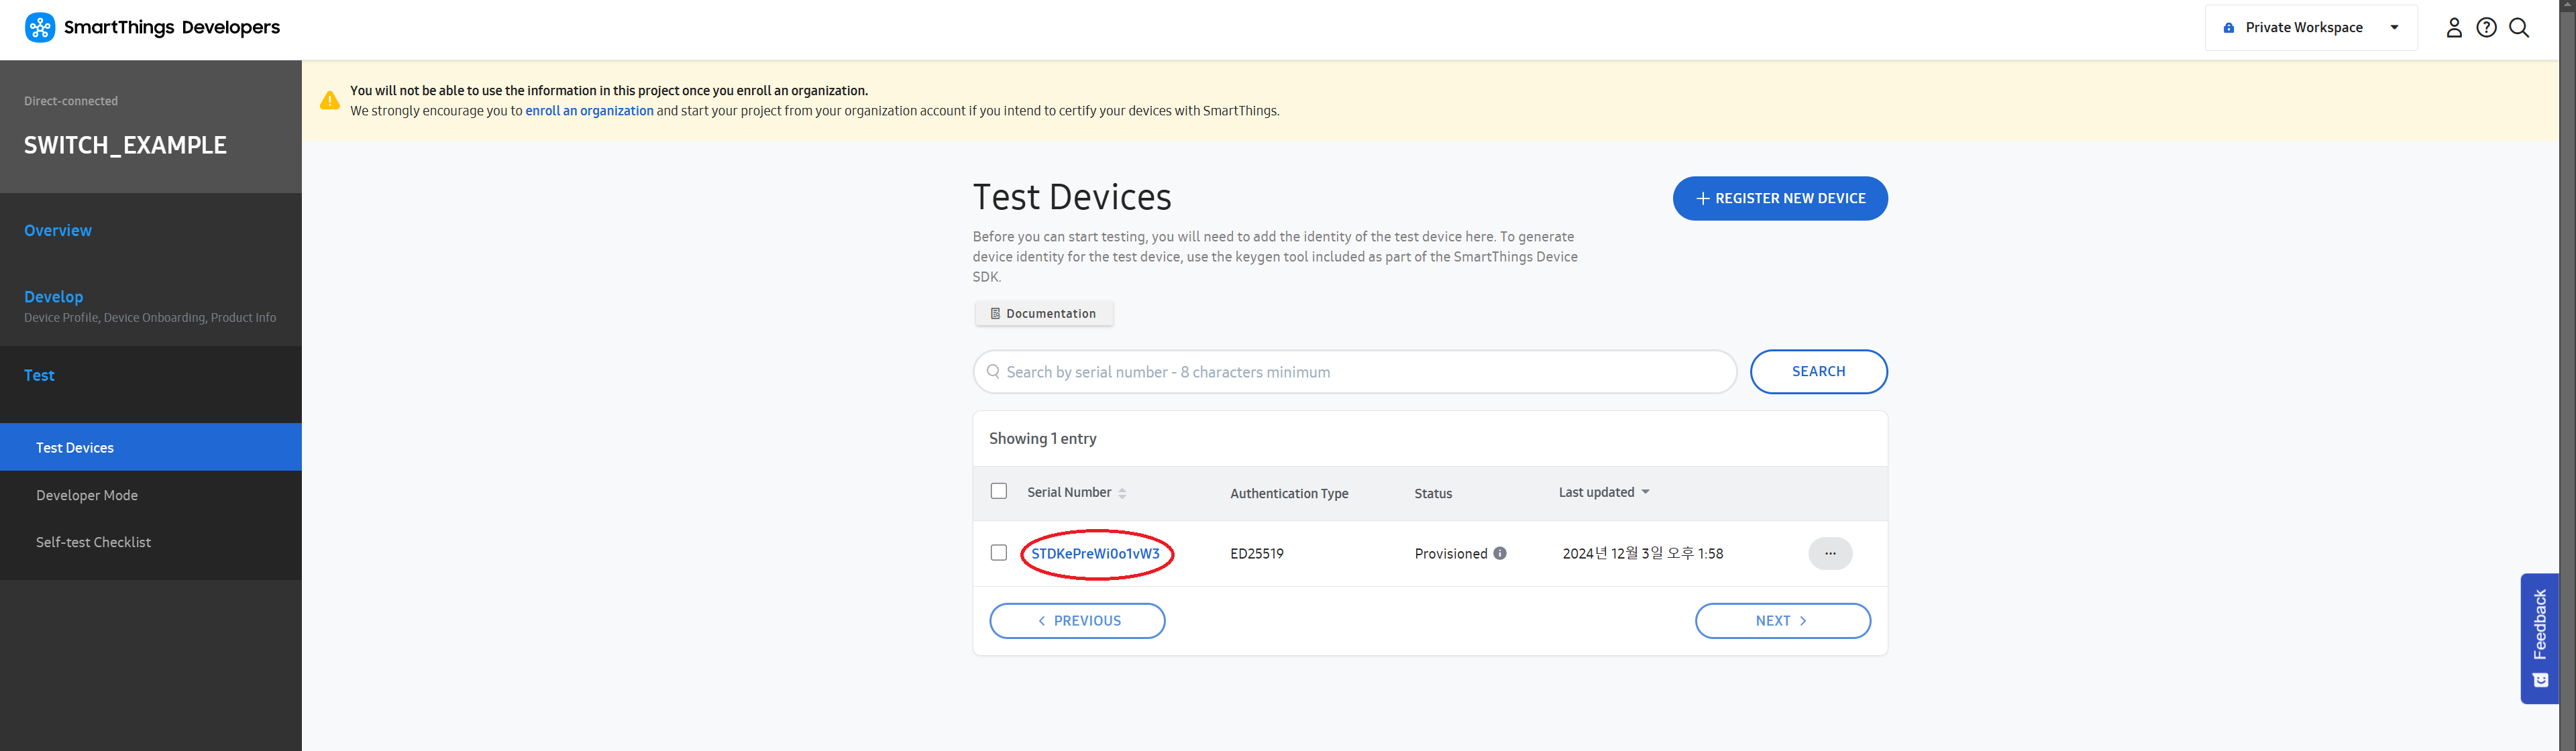 SmartThings Developers
Private Workspace
Direct-connected
SWITCH_EXAMPLE
You will not be able to use the information in this project once you enroll an organization.
We strongly encourage you to enroll an organization and start your project from your organization account if you intend to certify your devices with SmartThings.
Overview
Develop
Device Profile, Device Onboarding, Product Info
Test
Test Devices
Developer Mode
Self-test Checklist
Test Devices
+ REGISTER NEW DEVICE
Before you can start testing, you will need to add the identity of the test device here. To generate
device identity for the test device, use the keygen tool included as part of the SmartThings Device
SDK.
Documentation
Search by serial number - 8 characters minimum
SEARCH
Showing 1 entry
Serial Number Authentication Type Status Last updated
STDKePreWi0o1vW3 ED25519 Provisioned 2024년 12월 3일 오후 1:58 ...
< PREVIOUS
NEXT >
Feedback